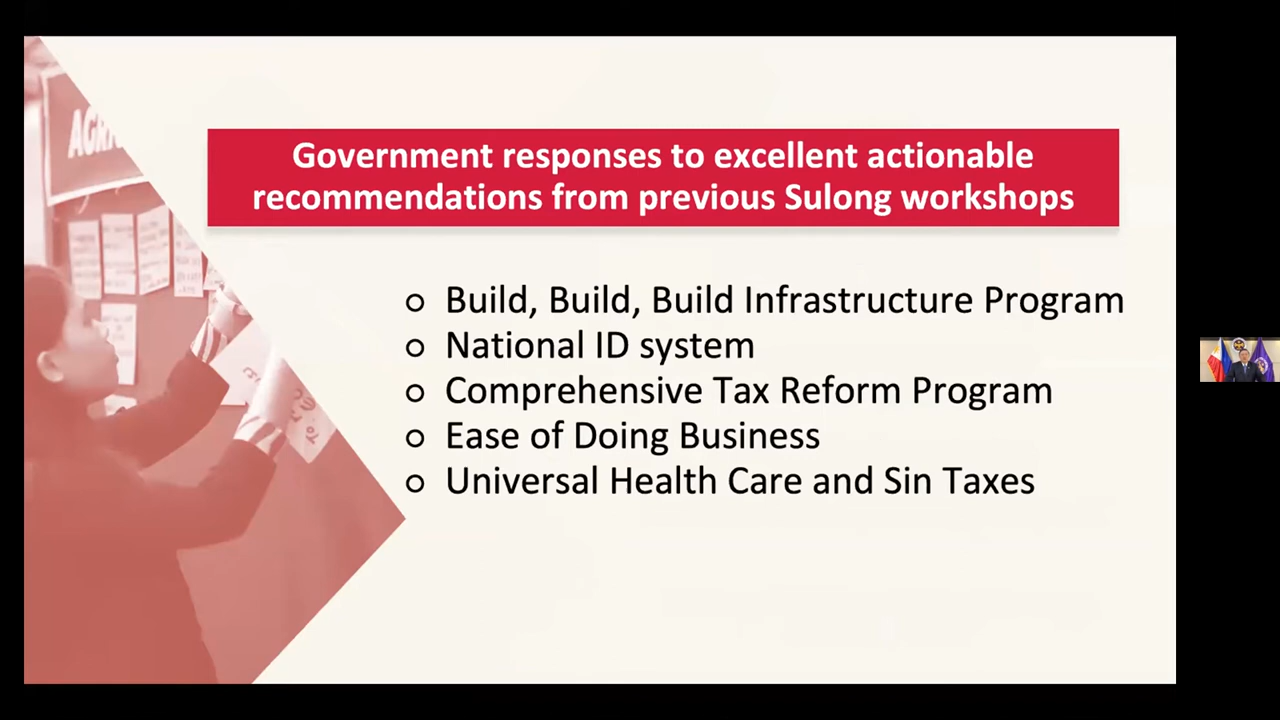 Government responses to excellent actionable
recommendations from previous Sulong workshops
○ Build, Build, Build Infrastructure Program
○ National ID system
○ Comprehensive Tax Reform Program
○ Ease of Doing Business
○ Universal Health Care and Sin Taxes